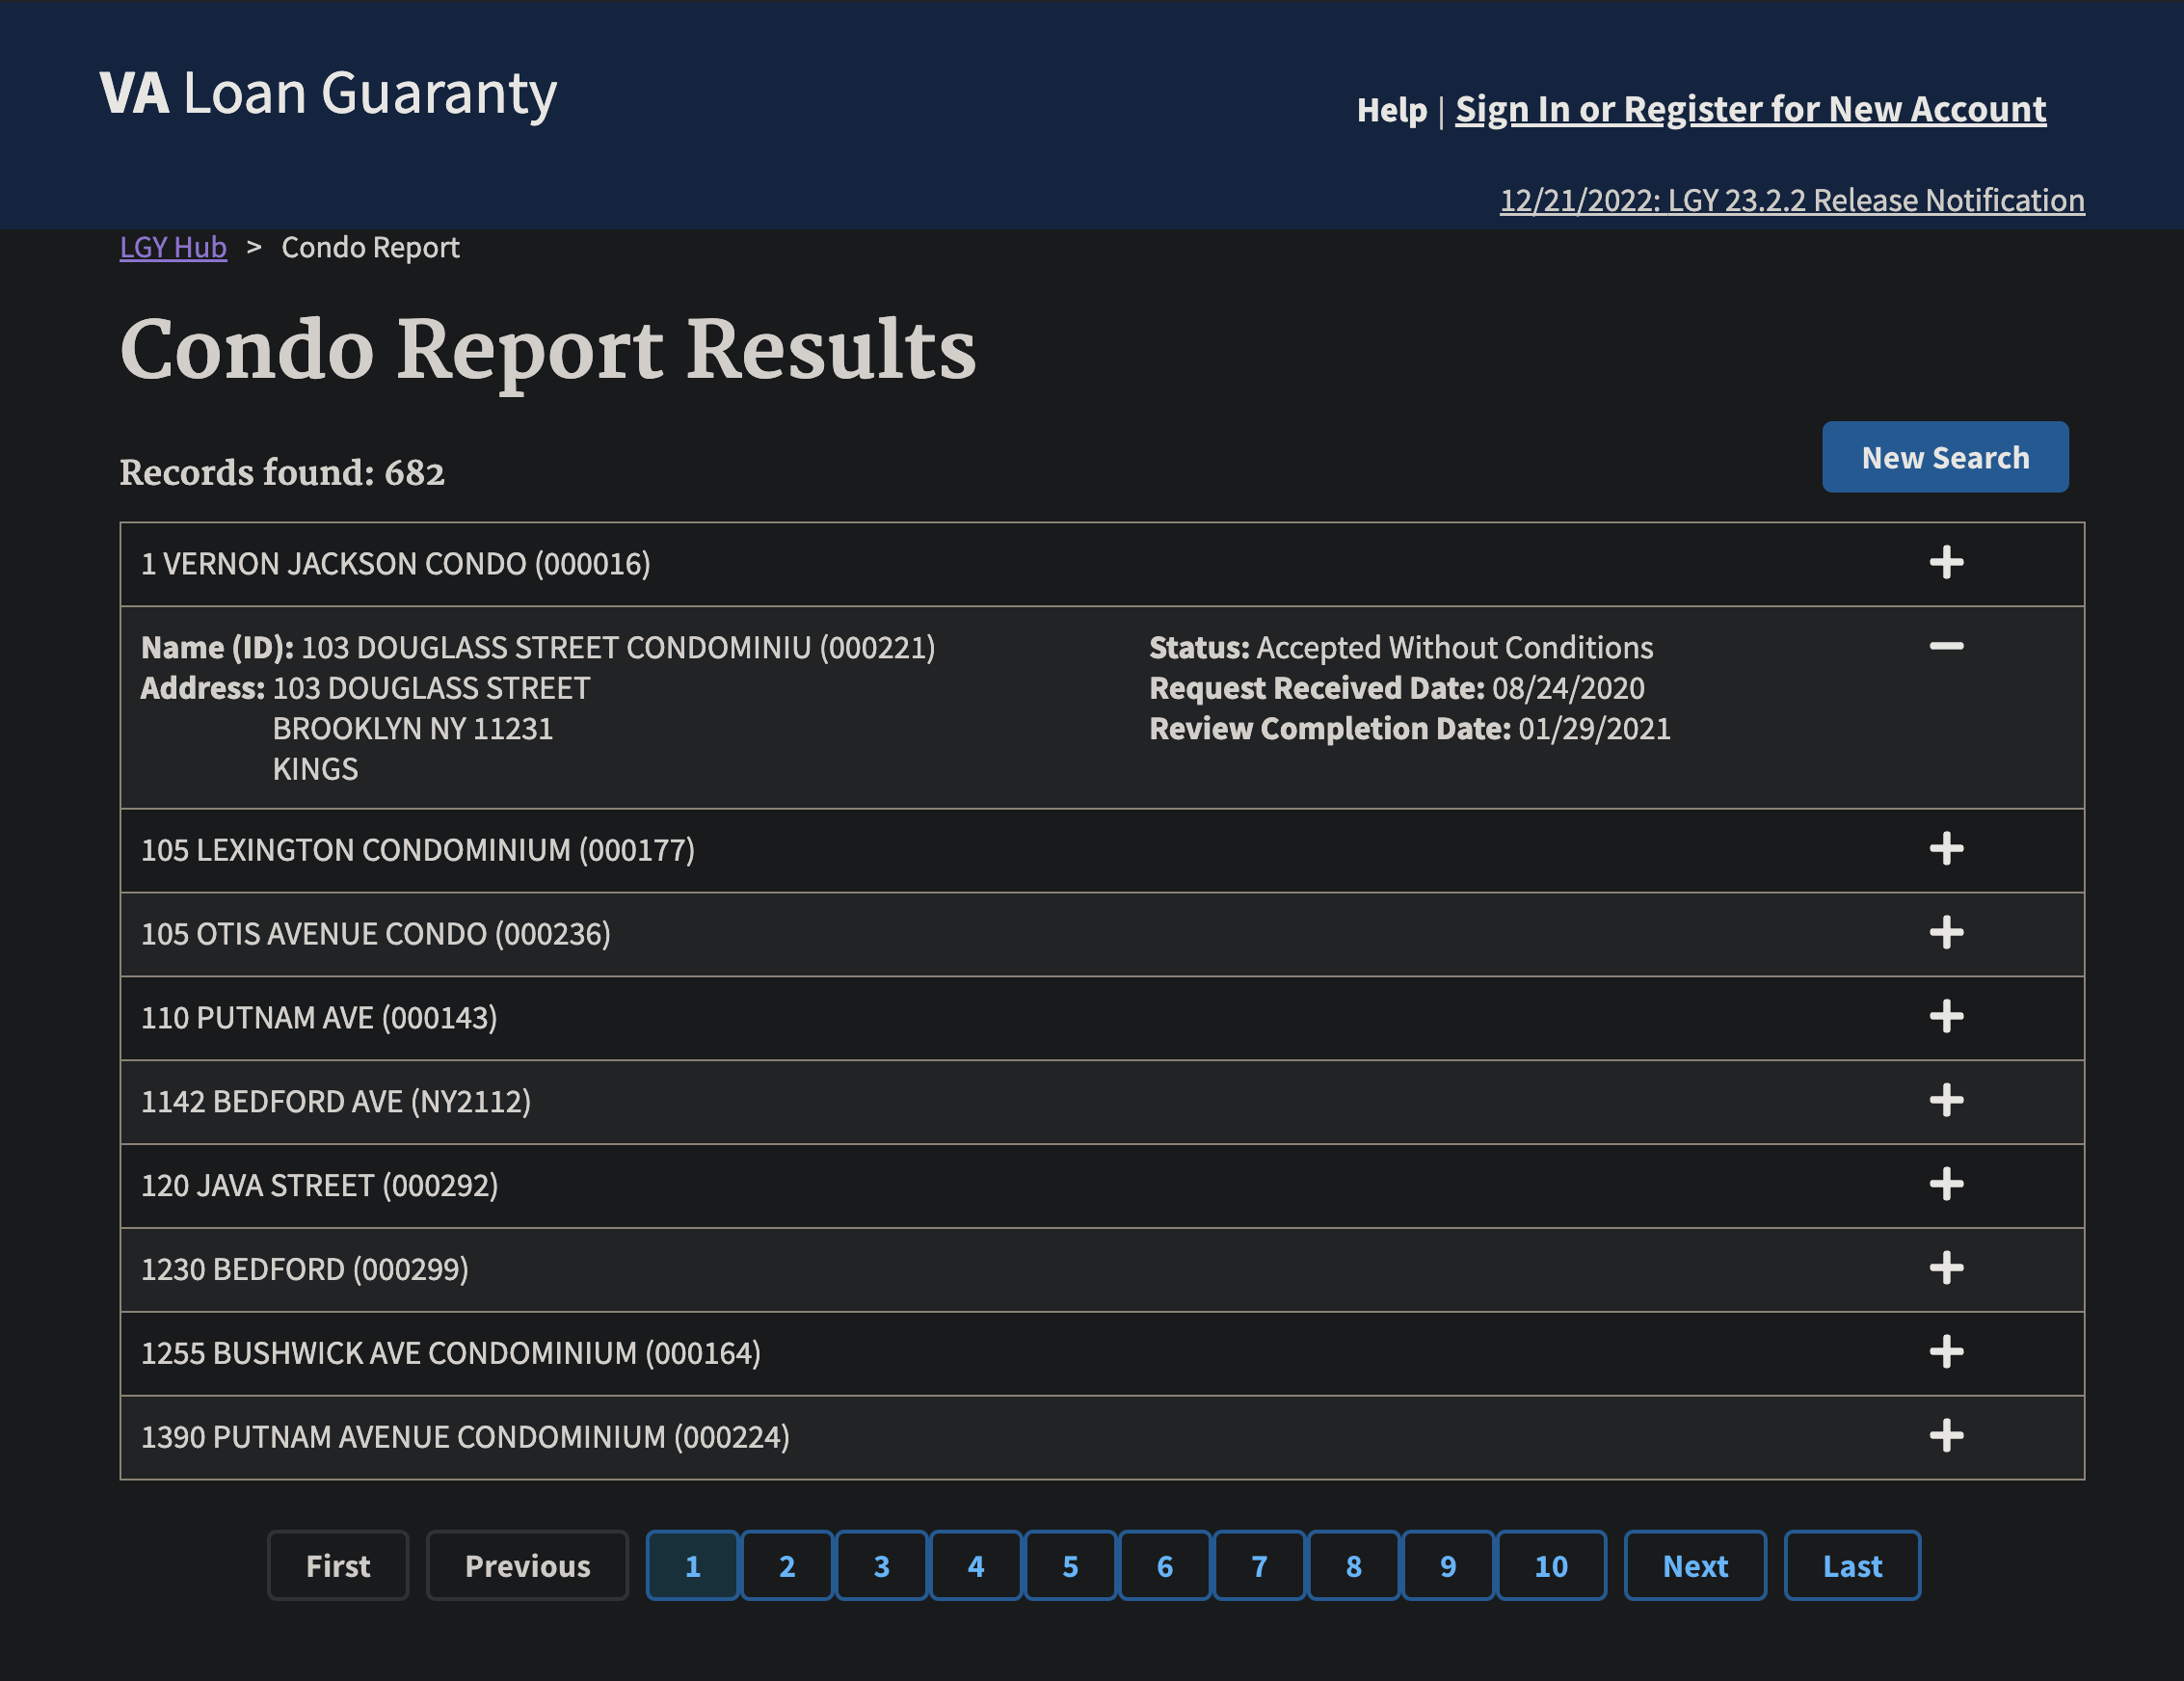 VA Loan Guaranty
Help | Sign In or Register for New Account
12/21/2022: LGY 23.2.2 Release Notification
LGY Hub > Condo Report
Condo Report Results
Records found: 682
New Search
1 VERNON JACKSON CONDO (000016)
Name (ID): 103 DOUGLASS STREET CONDOMINIU (000221)
Address: 103 DOUGLASS STREET
BROOKLYN NY 11231
KINGS
Status: Accepted Without Conditions
Request Received Date: 08/24/2020
Review Completion Date: 01/29/2021
105 LEXINGTON CONDOMINIUM (000177)
105 OTIS AVENUE CONDO (000236)
110 PUTNAM AVE (000143)
1142 BEDFORD AVE (NY2112)
120 JAVA STREET (000292)
1230 BEDFORD (000299)
1255 BUSHWICK AVE CONDOMINIUM (000164)
1390 PUTNAM AVENUE CONDOMINIUM (000224)
First Previous 1 2 3 4 5 6 7 8 9 10 Next Last